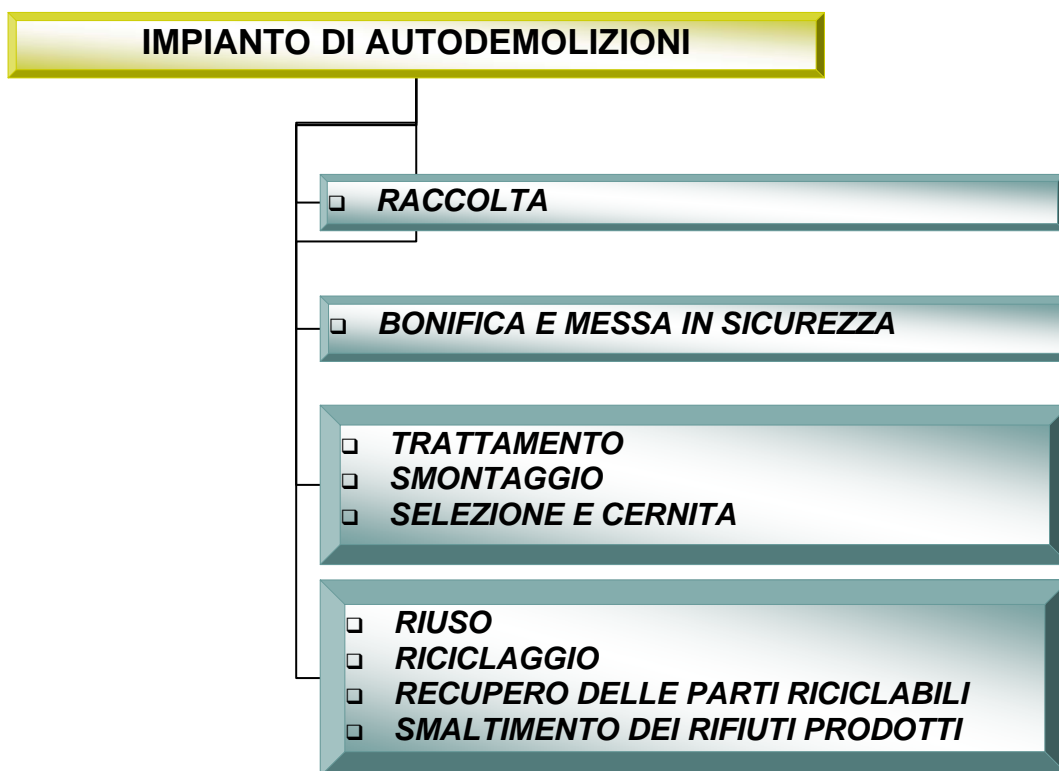 IMPIANTO DI AUTODEMOLIZIONI
❑ RACCOLTA
❑ BONIFICA E MESSA IN SICUREZZA
❑ TRATTAMENTO
❑ SMONTAGGIO
❑ SELEZIONE E CERNITA
❑ RIUSO
❑ RICICLAGGIO
❑ RECUPERO DELLE PARTI RICICLABILI
❑ SMALTIMENTO DEI RIFIUTI PRODOTTI